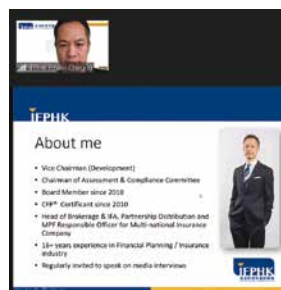 IFPHK
About me
• Vice Chairman (Development)
• Chairman of Assessment & Compliance Committee
• Board Member since 2018
• CFP® Certificant since 2010
• Head of Brokerage & IFA, Partnership Distribution and
MPF Responsible Officer for Multi-national Insurance
Company
• 16+ years experience in Financial Planning / Insurance
industry
• Regularly invited to speak on media interviews
IFPHK